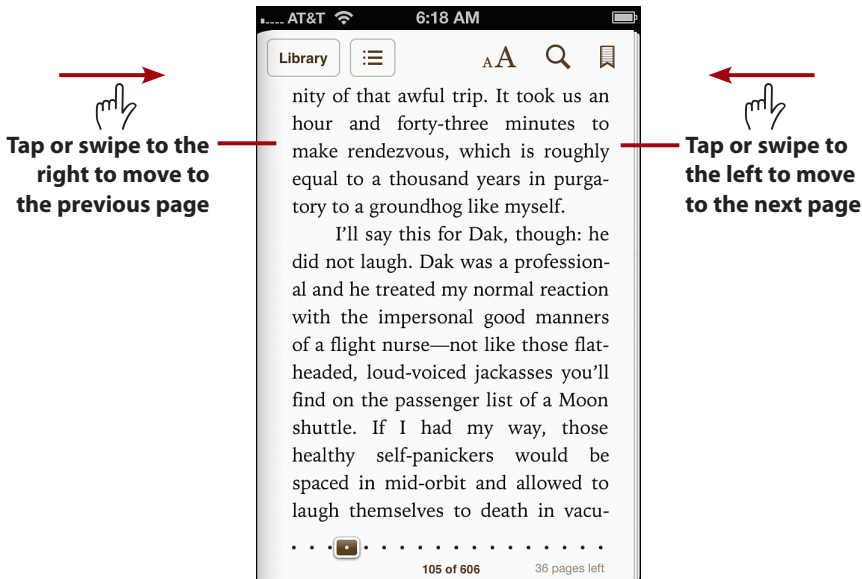 AT&T 6:18 AM
Library
AA
Tap or swipe to the
right to move to
the previous page
nity of that awful trip. It took us an
hour and forty-three minutes to
make rendezvous, which is roughly
equal to a thousand years in purga-
tory to a groundhog like myself.
I’ll say this for Dak, though: he
did not laugh. Dak was a profession-
al and he treated my normal reaction
with the impersonal good manners
of a flight nurse—not like those flat-
headed, loud-voiced jackasses you’ll
find on the passenger list of a Moon
shuttle. If I had my way, those
healthy self-panickers would be
spaced in mid-orbit and allowed to
laugh themselves to death in vacu-
105 of 606 36 pages left
Tap or swipe to
the left to move
to the next page